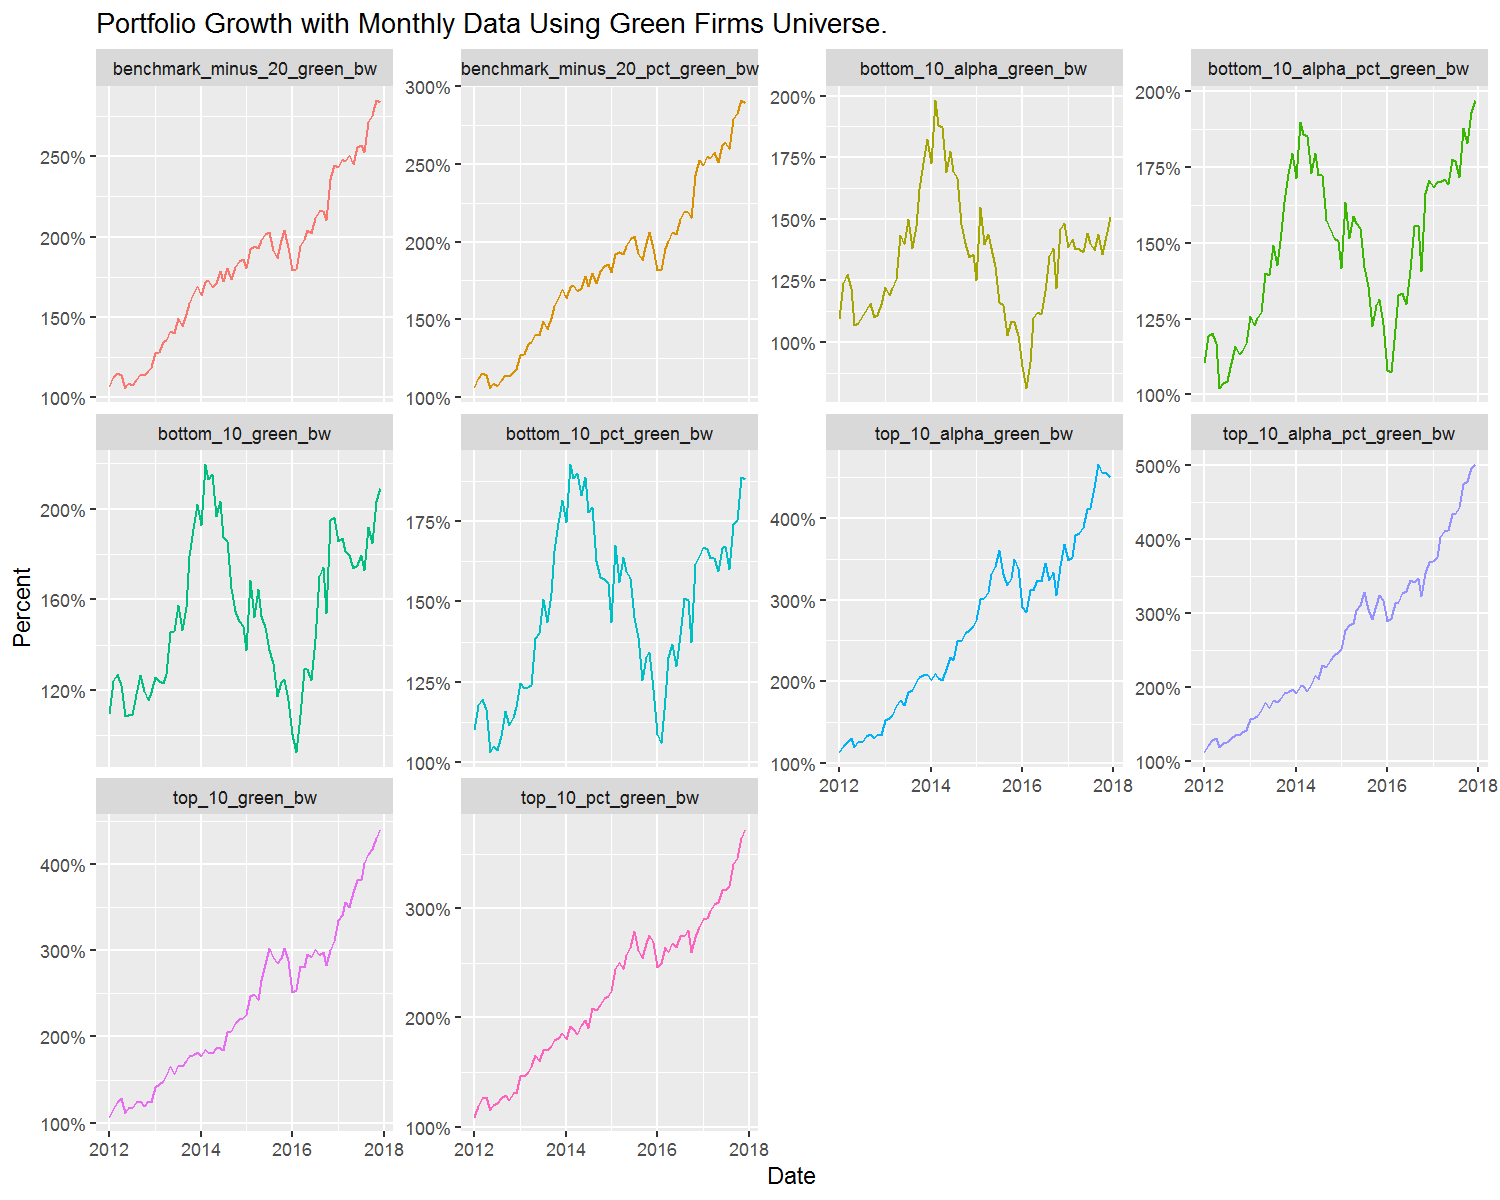 Portfolio Growth with Monthly Data Using Green Firms Universe.
benchmark_minus_20_green_bw
benchmark_minus_20_pct_green_bw
bottom_10_alpha_green_bw
bottom_10_alpha_pct_green_bw
250%
200%
150%
100%
300%
250%
200%
150%
100%
200%
175%
150%
125%
100%
200%
175%
150%
125%
100%
bottom_10_green_bw
bottom_10_pct_green_bw
top_10_alpha_green_bw
top_10_alpha_pct_green_bw
200%
160%
120%
175%
150%
125%
100%
400%
300%
200%
100%
500%
400%
300%
200%
100%
2012 2014 2016 2018
2012 2014 2016 2018
top_10_green_bw
top_10_pct_green_bw
400%
300%
200%
100%
300%
200%
100%
2012 2014 2016 2018
2012 2014 2016 2018
Percent
Date